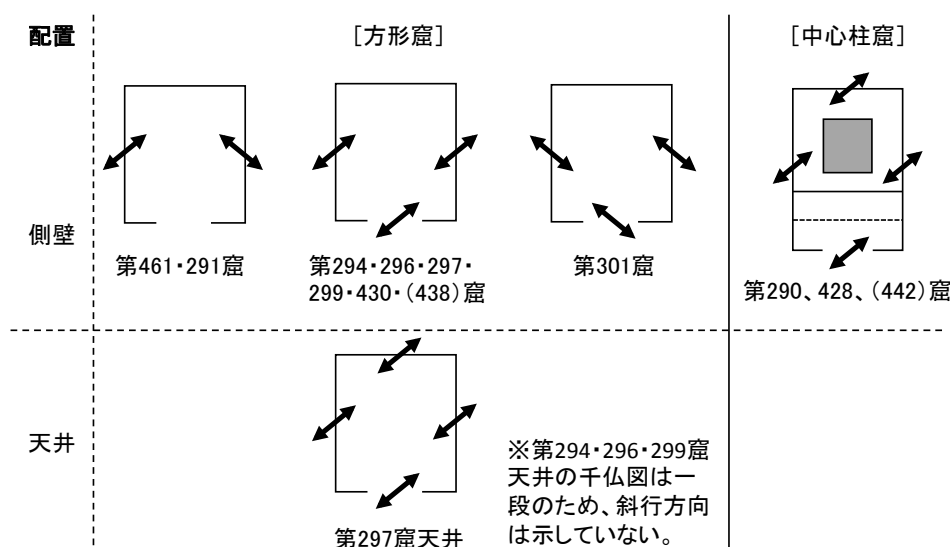 配置
[方形窟]
[中心柱窟]
側壁
第461・291窟
第294・296・297・
299・430・(438)窟
第301窟
第290、428、(442)窟
天井
第297窟天井
※第294・296・299窟
天井の千仏図は一
段のため、斜行方向
は示していない。